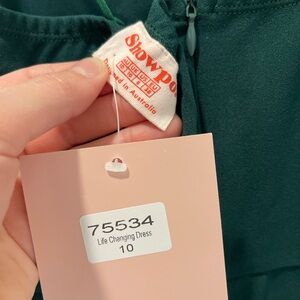 Showpo
Designed in Australia
75534
Life Changing Dress
10